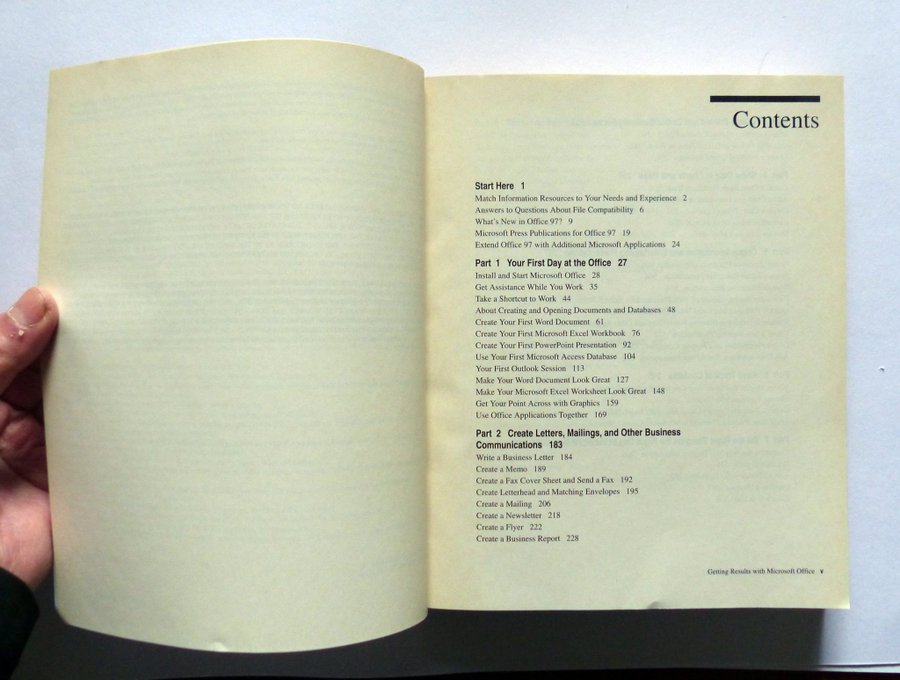 Contents
Start Here 1
Match Information Resources to Your Needs and Experience 2
Answers to Questions About File Compatibility 6
What's New in Office 97? 9
Microsoft Press Publications for Office 97 19
Extend Office 97 with Additional Microsoft Applications 24
Part 1 Your First Day at the Office 27
Install and Start Microsoft Office 28
Get Assistance While You Work 35
Take a Shortcut to Work 44
About Creating and Opening Documents and Databases 48
Create Your First Word Document 61
Create Your First Microsoft Excel Workbook 76
Create Your First PowerPoint Presentation 92
Use Your First Microsoft Access Database 104
Your First Outlook Session 113
Make Your Word Document Look Great 127
Make Your Microsoft Excel Worksheet Look Great 148
Get Your Point Across with Graphics 159
Use Office Applications Together 169
Part 2 Create Letters, Mailings, and Other Business
Communications 183
Write a Business Letter 184
Create a Memo 189
Create a Fax Cover Sheet and Send a Fax 192
Create Letterhead and Matching Envelopes 195
Create a Mailing 206
Create a Newsletter 218
Create a Flyer 222
Create a Business Report 228
Getting Results with Microsoft Office v